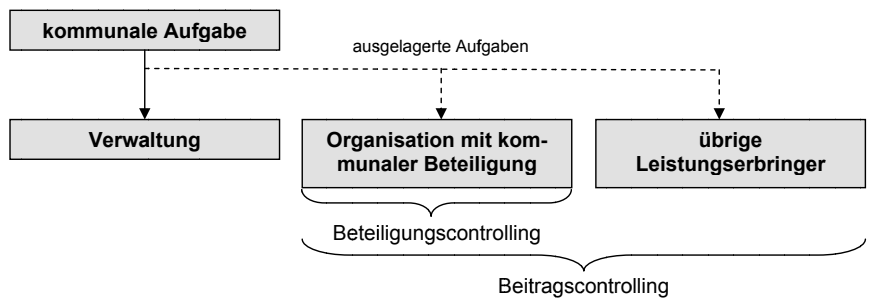 kommunale Aufgabe
ausgelagerte Aufgaben
Verwaltung
Organisation mit kom-
munaler Beteiligung
übrige
Leistungserbringer
Beteiligungscontrolling
Beitragscontrolling